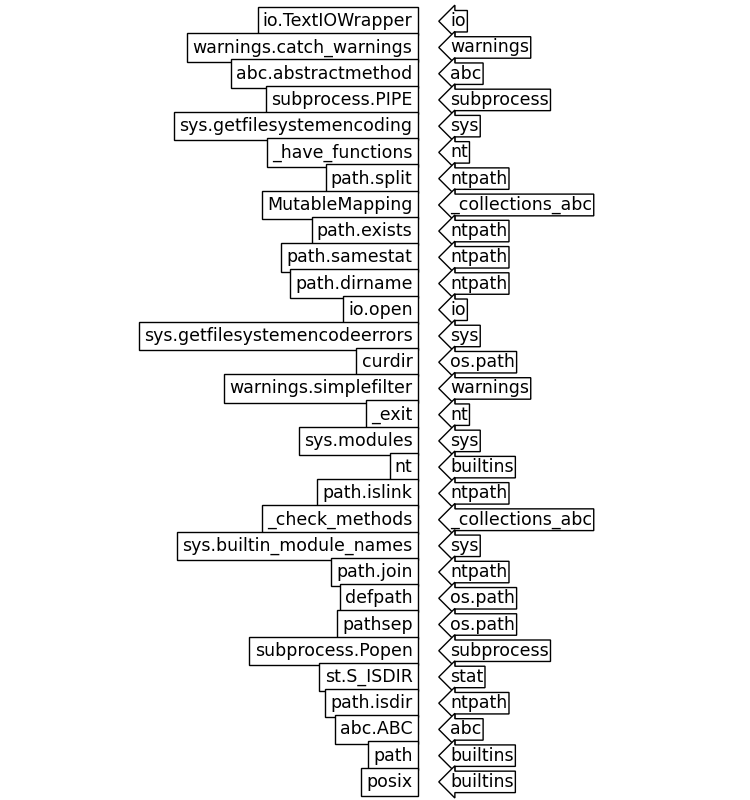 io.TextIOWrapper io
warnings.catch_warnings warnings
abc.abstractmethod abc
subprocess.PIPE subprocess
sys.getfilesystemencoding sys
_have_functions nt
path.split ntpath
MutableMapping _collections_abc
path.exists ntpath
path.samestat ntpath
path.dirname ntpath
io.open io
sys.getfilesystemencodeerrors sys
curdir os.path
warnings.simplefilter warnings
_exit nt
sys.modules sys
nt builtins
path.islink ntpath
_check_methods _collections_abc
sys.builtin_module_names sys
path.join ntpath
defpath os.path
pathsep os.path
subprocess.Popen subprocess
st.S_ISDIR stat
path.isdir ntpath
abc.ABC abc
path builtins
posix builtins